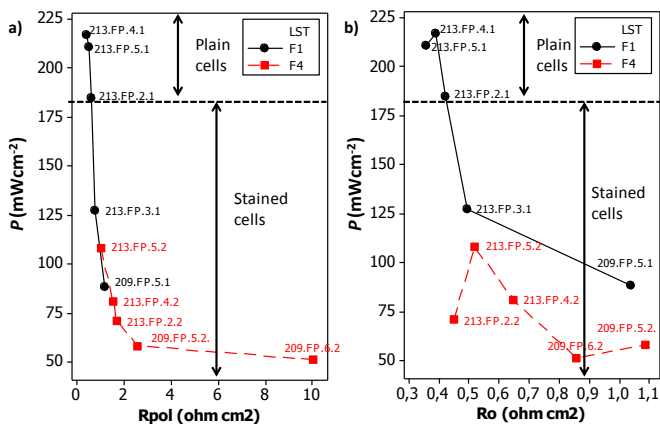 a)
P (mWcm-2)
225
200
175
150
125
100
75
50
0
2
4
6
8
10
Rpol (ohm cm2)
213.FP.4.1
213.FP.5.1
213.FP.2.1
213.FP.3.1
213.FP.5.2
209.FP.5.1
213.FP.4.2
213.FP.2.2
209.FP.5.2.
209.FP.6.2
Plain
cells
Stained
cells
LST
F1
F4
b)
P (mWcm-2)
225
200
175
150
125
100
75
50
0,3
0,4
0,5
0,6
0,7
0,8
0,9
1,0
1,1
Ro (ohm cm2)
213.FP.4.1
213.FP.5.1
213.FP.2.1
213.FP.3.1
213.FP.5.2
209.FP.5.1
213.FP.4.2
213.FP.2.2
209.FP.6.2
209.FP.5.2.
Plain
cells
Stained
cells
LST
F1
F4